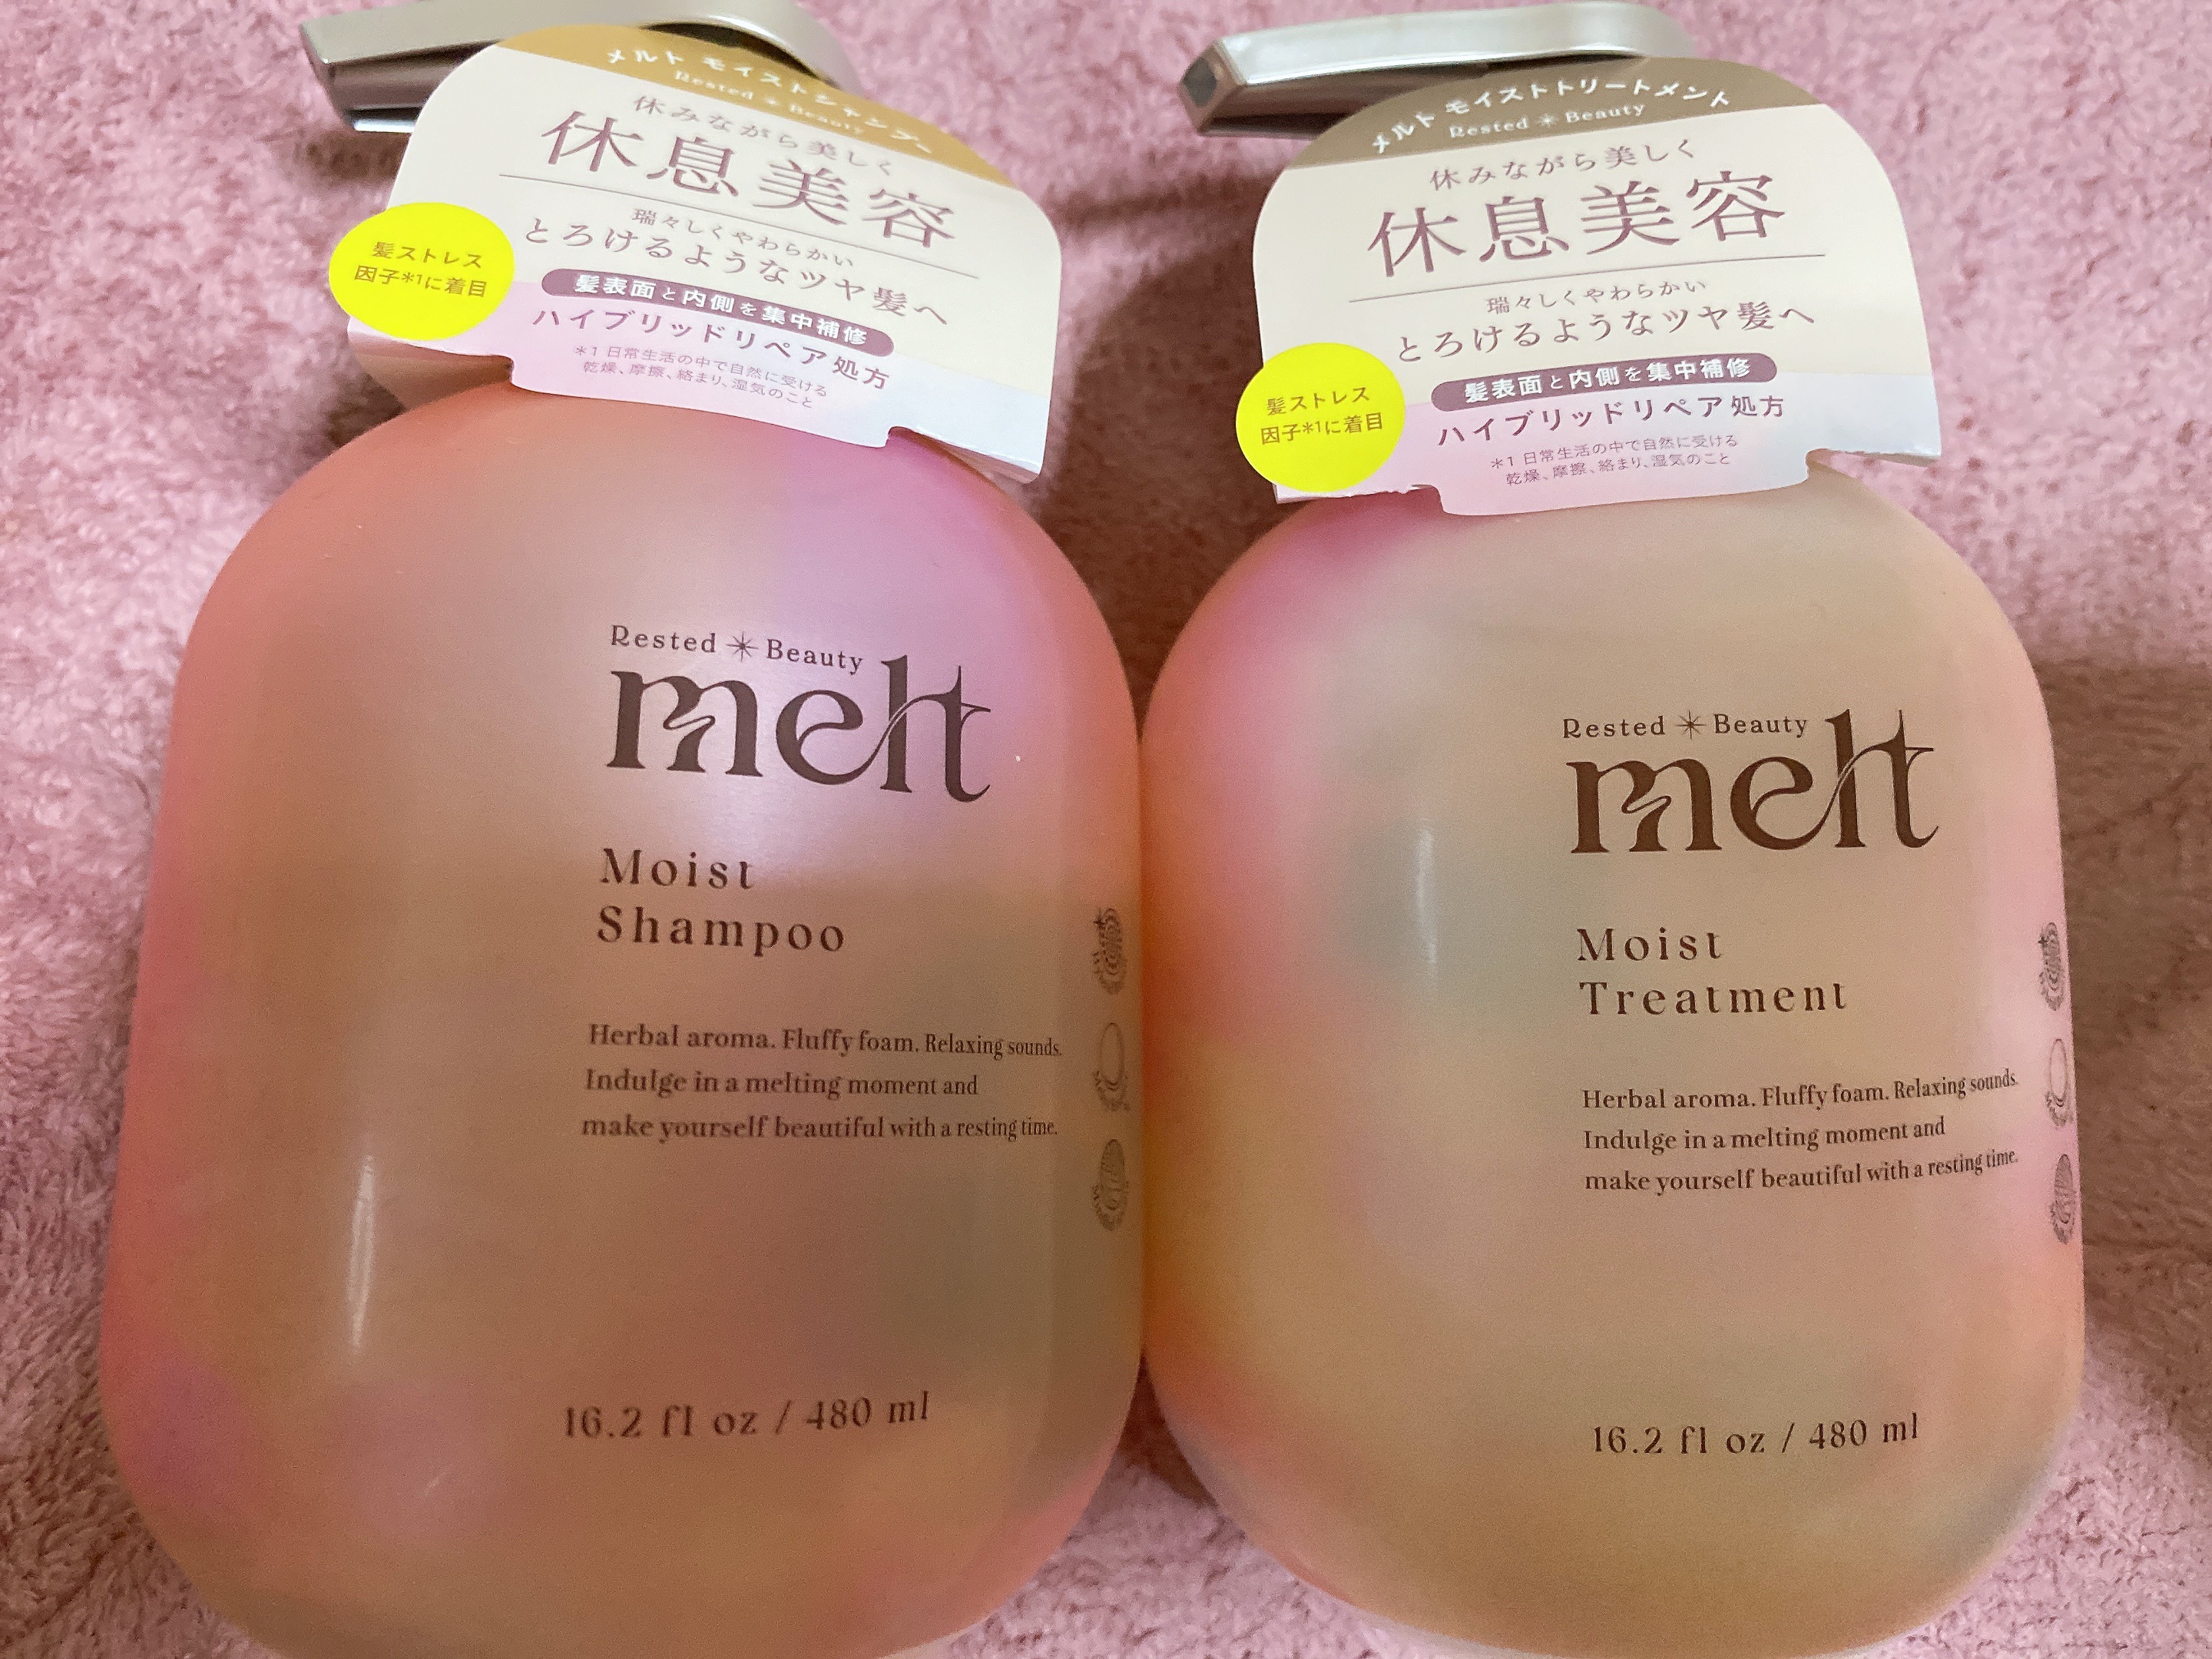 メルト モイストシャンプー
Rested Beauty
休みながら美しく
休息美容
瑞々しくやわらかい
とろけるようなツヤ髪へ
髪ストレス
因子*1に着目
髪表面と内側を集中補修
ハイブリッドリペア処方
*1 日常生活の中で自然に受ける
乾燥、摩擦、絡まり、湿気のこと
Rested Beauty
melt
Moist
Shampoo
Herbal aroma. Fluffy foam. Relaxing sounds.
Indulge in a melting moment and
make yourself beautiful with a resting time.
16.2 fl oz / 480 ml
メルト モイストトリートメント
Rested Beauty
休みながら美しく
休息美容
瑞々しくやわらかい
とろけるようなツヤ髪へ
髪ストレス
因子*1に着目
髪表面と内側を集中補修
ハイブリッドリペア処方
*1 日常生活の中で自然に受ける
乾燥、摩擦、絡まり、湿気のこと
Rested Beauty
melt
Moist
Treatment
Herbal aroma. Fluffy foam. Relaxing sounds.
Indulge in a melting moment and
make yourself beautiful with a resting time.
16.2 fl oz / 480 ml